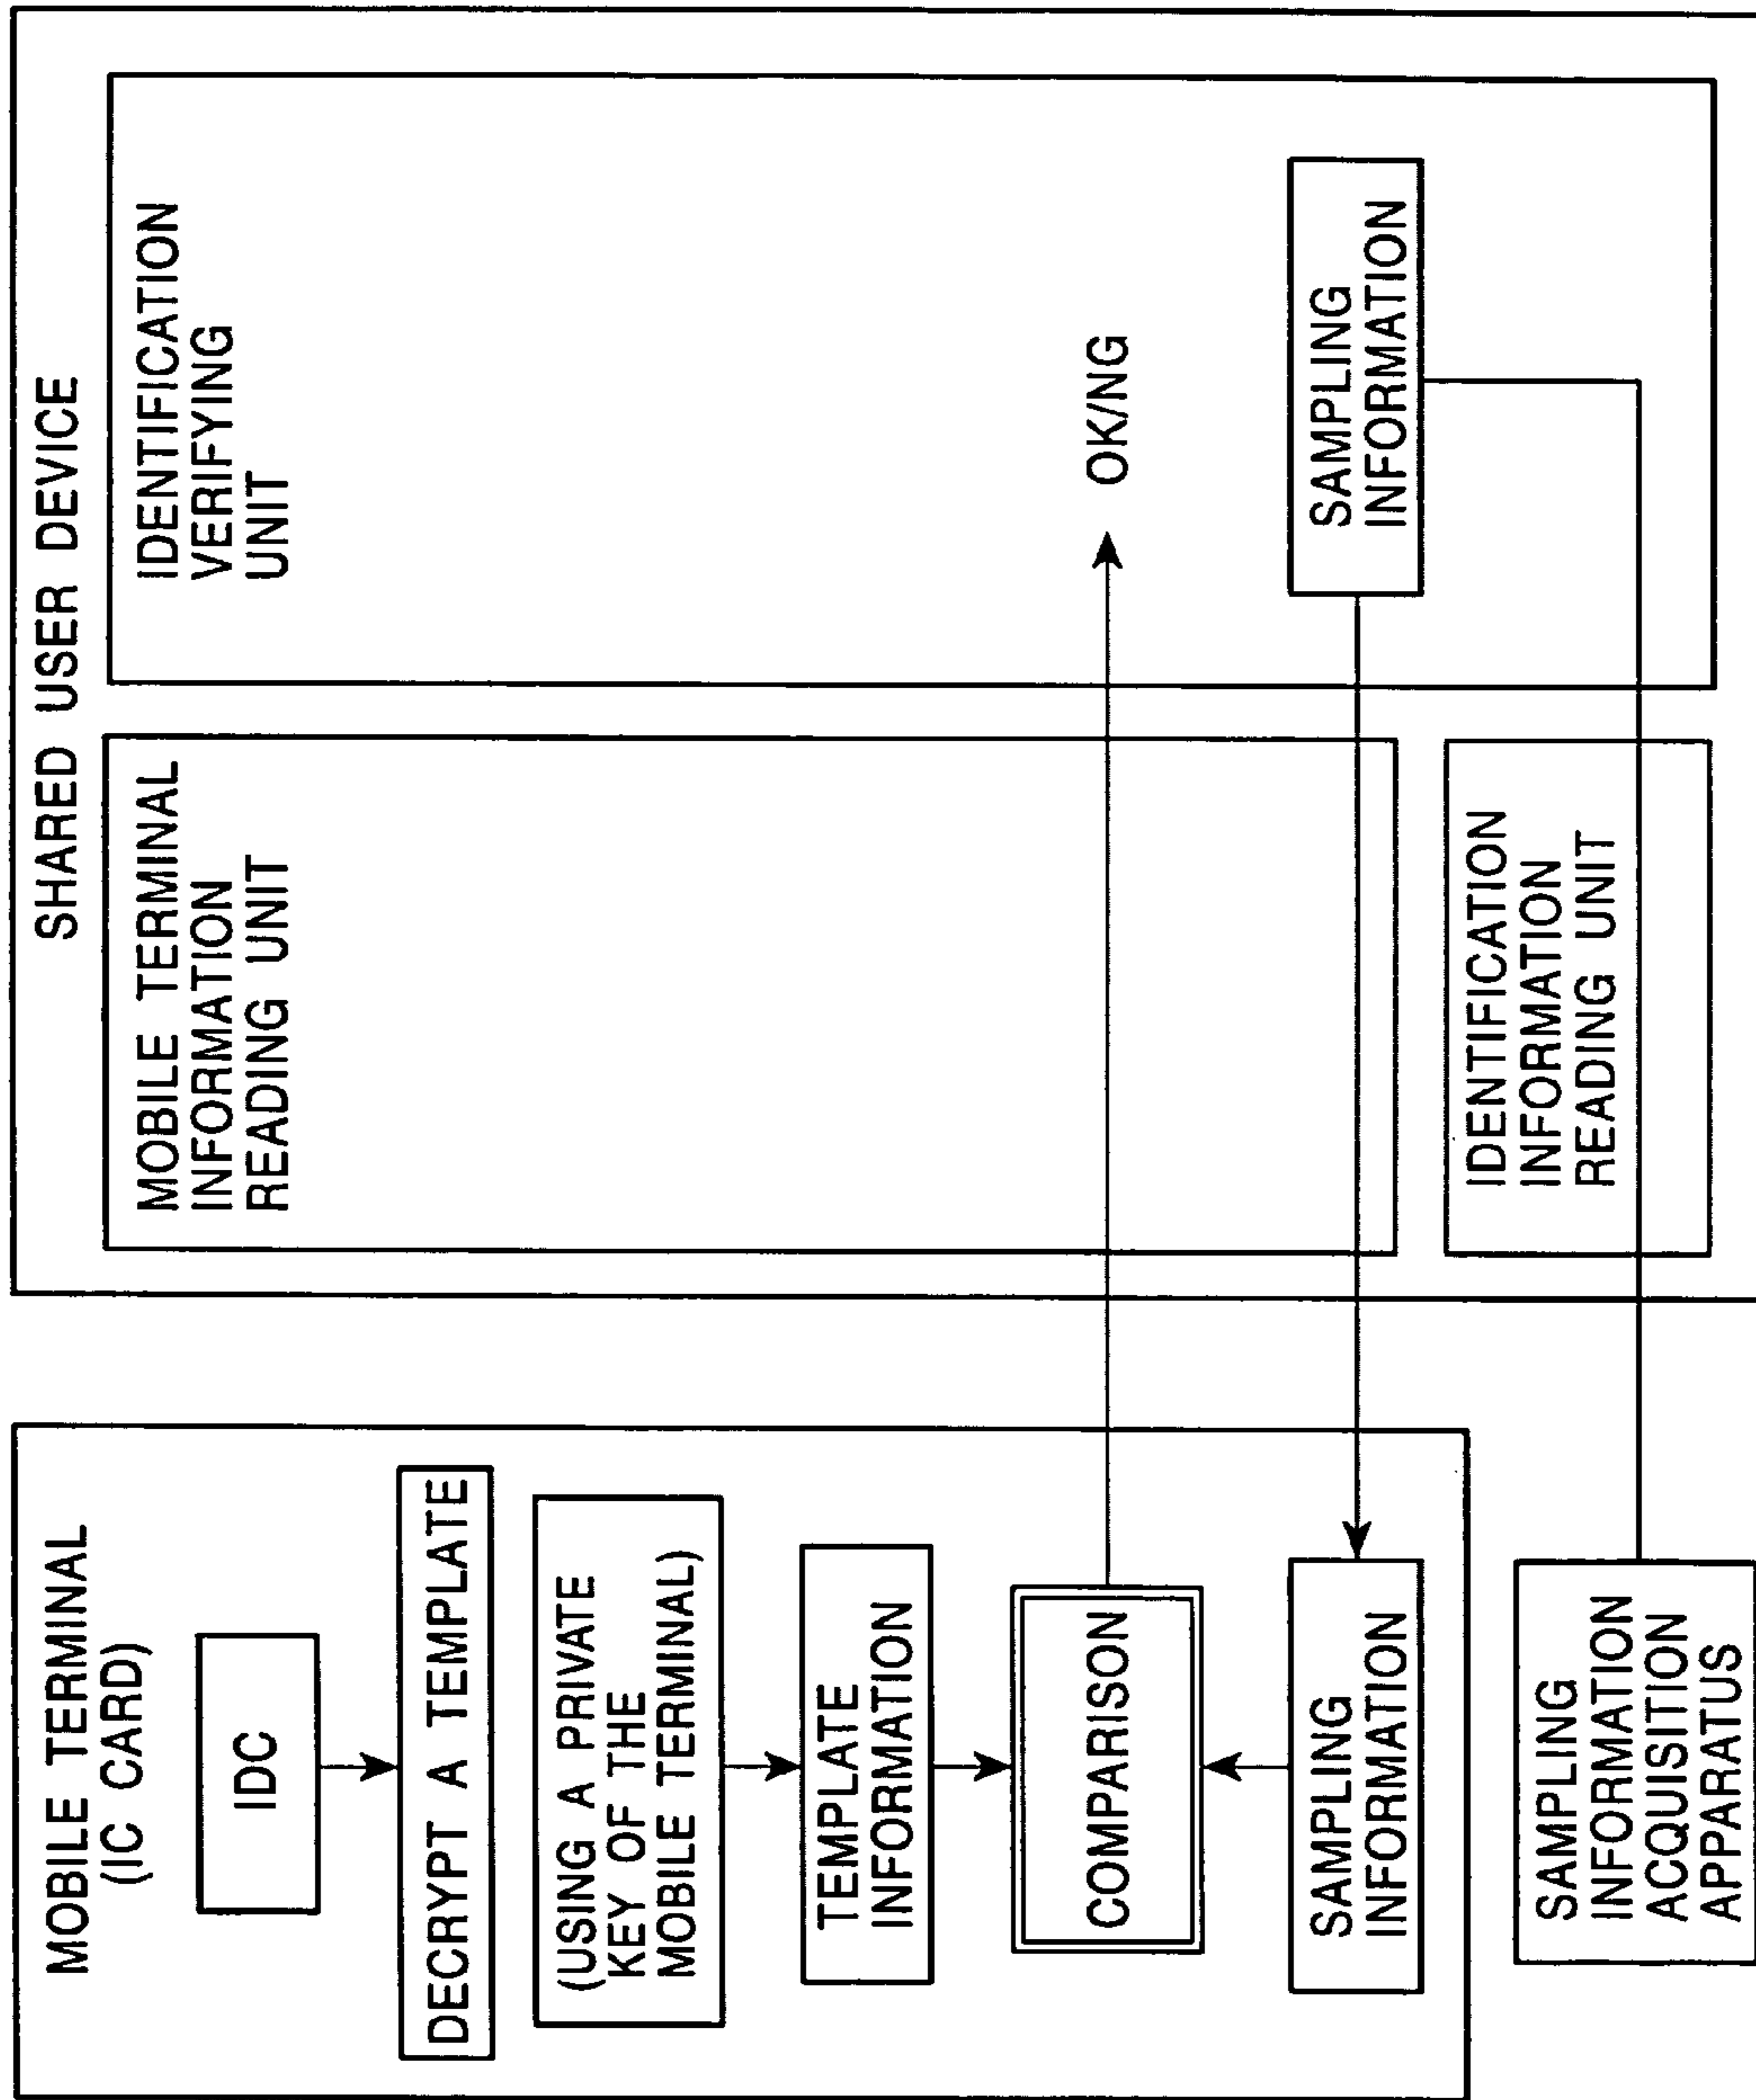 MOBILE TERMINAL
(IC CARD)
IDC
DECRYPT A TEMPLATE
(USING A PRIVATE
KEY OF THE
MOBILE TERMINAL)
TEMPLATE
INFORMATION
COMPARISON
SAMPLING
INFORMATION
SAMPLING
INFORMATION
ACQUISITION
APPARATUS
SHARED USER DEVICE
MOBILE TERMINAL
INFORMATION
READING UNIT
IDENTIFICATION
INFORMATION
READING UNIT
IDENTIFICATION
VERIFYING
UNIT
OK/NG
SAMPLING
INFORMATION